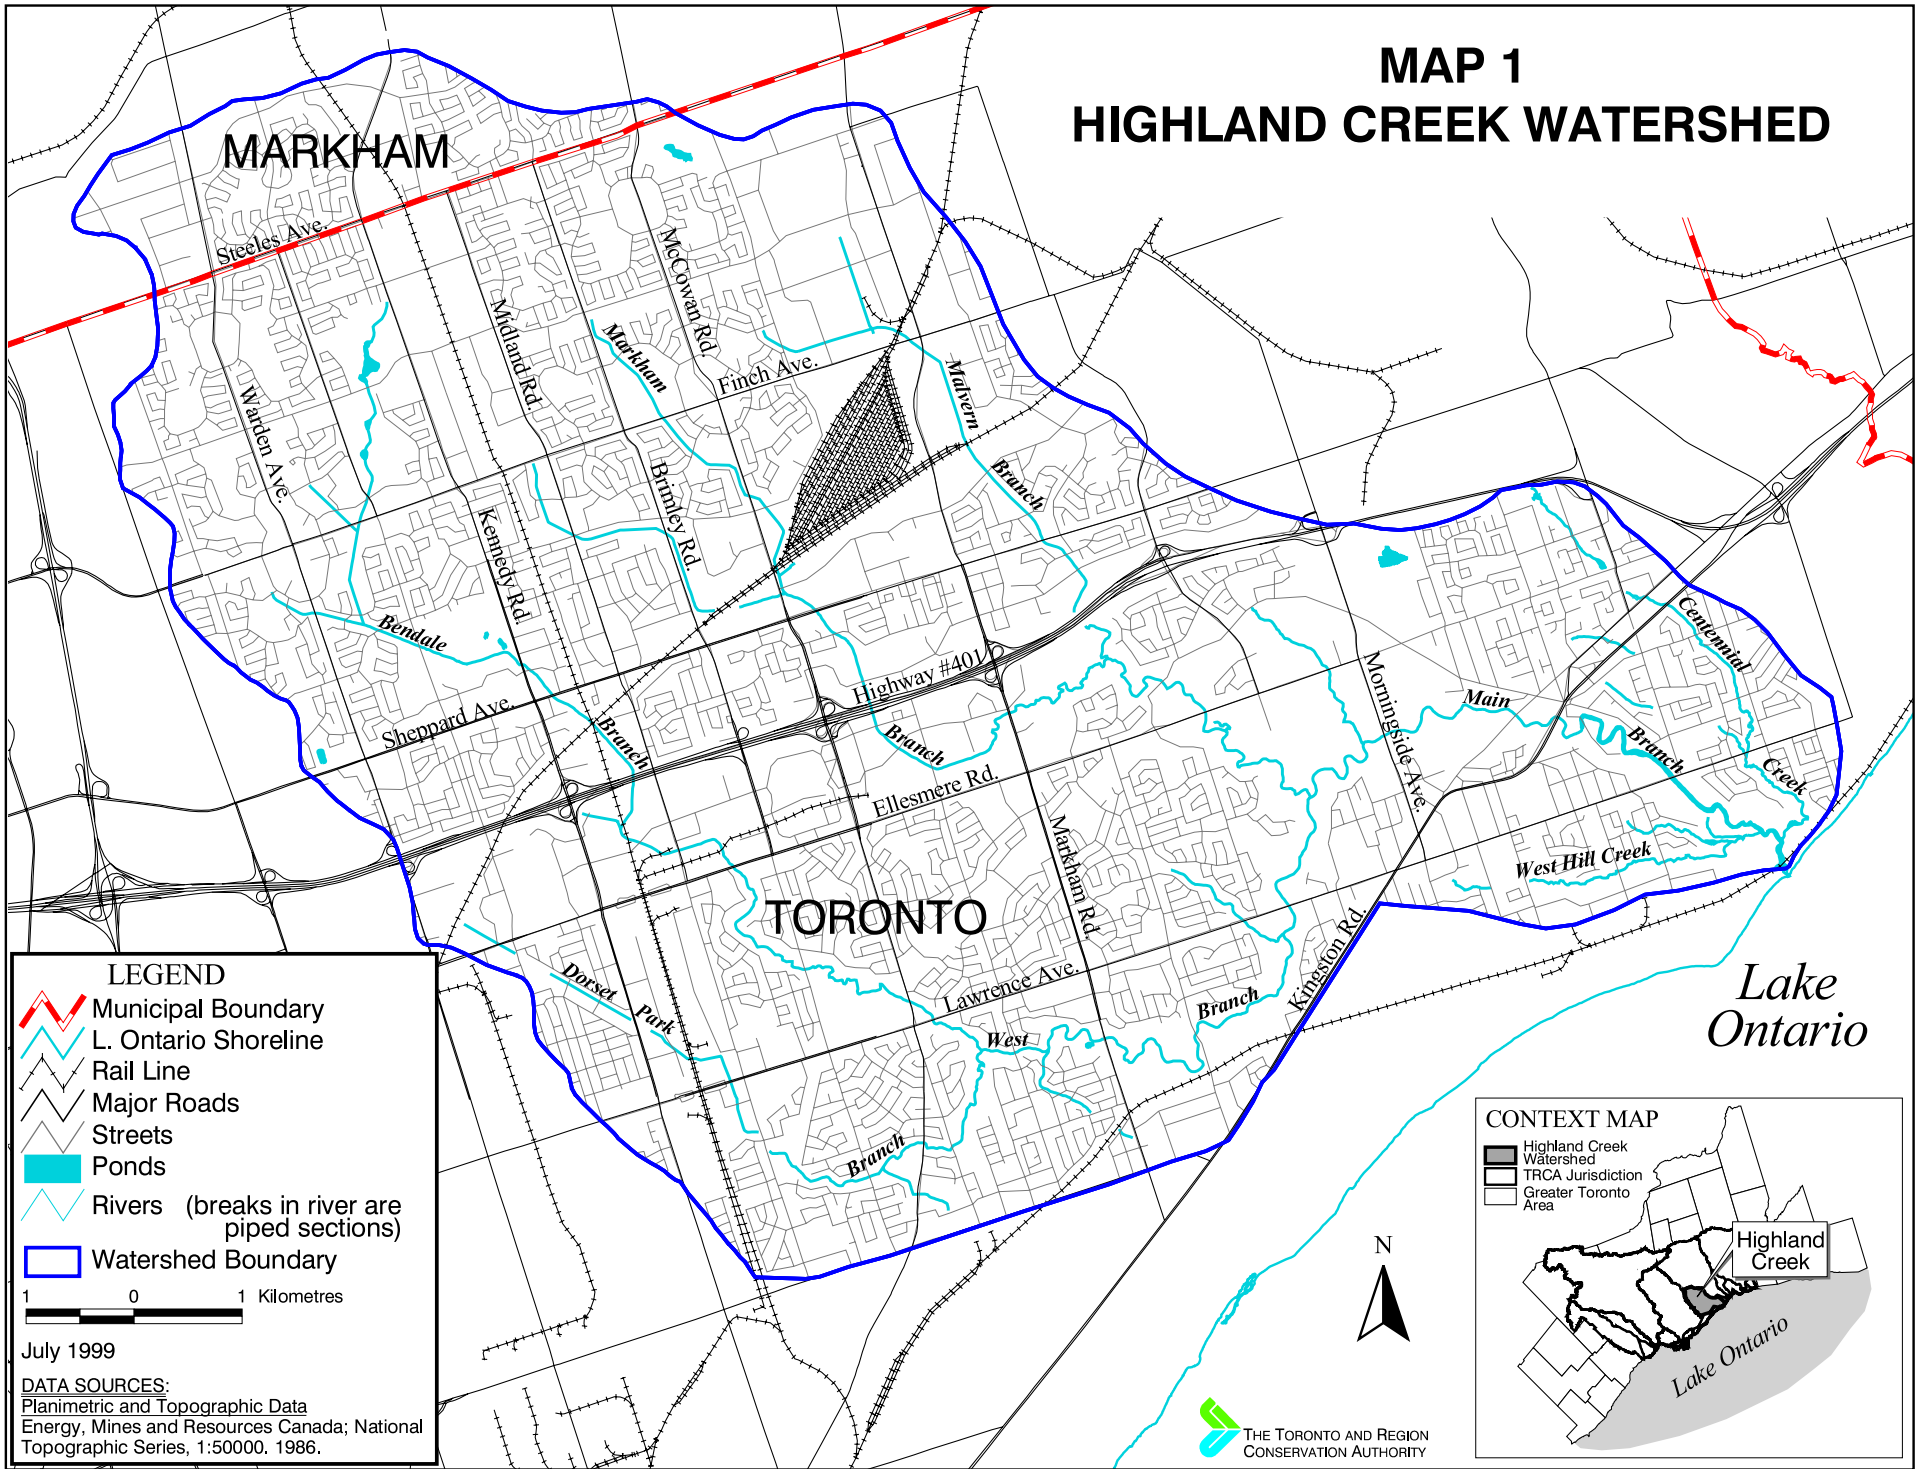 MAP 1
HIGHLAND CREEK WATERSHED
MARKHAM
Steeles Ave.
McCowan Rd.
Midland Rd.
Markham
Finch Ave.
Malvern
Warden Ave.
Brimley Rd.
Branch
Kennedy Rd.
Bendale
Centennial
Highway #401
Morningside Ave.
Main
Sheppard Ave.
Branch
Branch
Branch
Creek
Ellesmere Rd.
Markham Rd.
West Hill Creek
TORONTO
Kingston Rd.
Lawrence Ave.
Dorset
Park
Branch
West
Branch
Lake
Ontario
LEGEND
Municipal Boundary
L. Ontario Shoreline
Rail Line
Major Roads
Streets
Ponds
Rivers (breaks in river are
piped sections)
Watershed Boundary
1 0 1 Kilometres
July 1999
DATA SOURCES:
Planimetric and Topographic Data
Energy, Mines and Resources Canada; National
Topographic Series, 1:50000. 1986.
N
THE TORONTO AND REGION
CONSERVATION AUTHORITY
CONTEXT MAP
Highland Creek
Watershed
TRCA Jurisdiction
Greater Toronto
Area
Highland
Creek
Lake Ontario